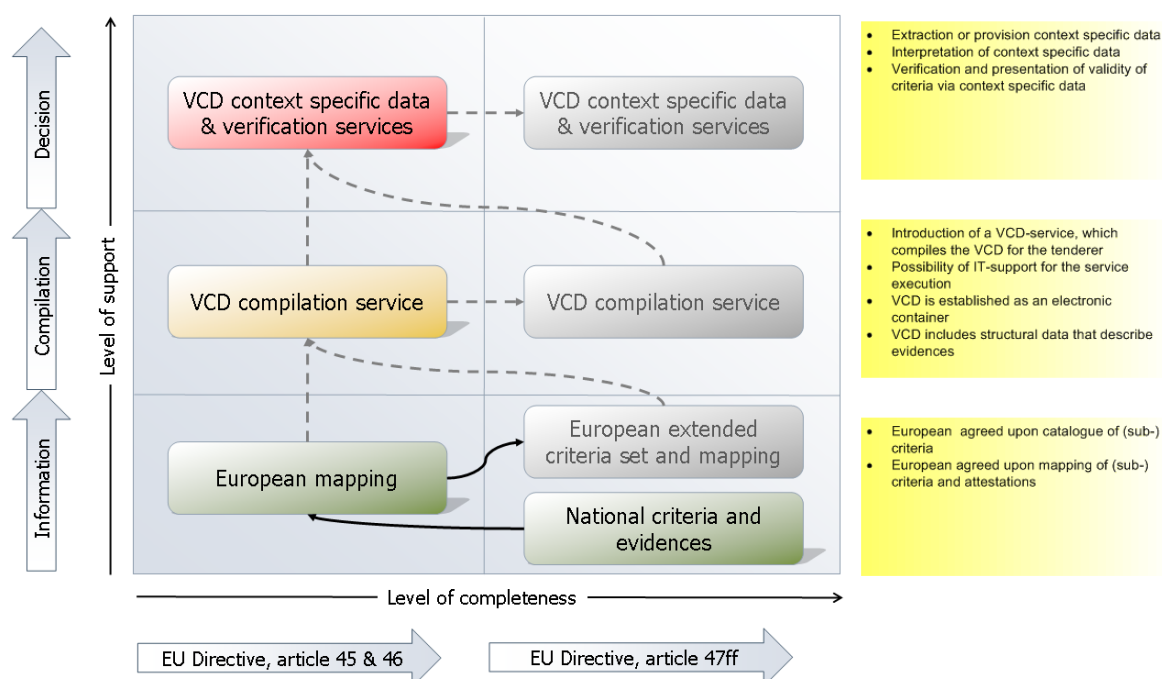 Decision
Compilation
Information
Level of support
VCD context specific data
& verification services
VCD context specific data
& verification services
VCD compilation service
VCD compilation service
European mapping
European extended
criteria set and mapping
National criteria and
evidences
Level of completeness
EU Directive, article 45 & 46
EU Directive, article 47ff
• Extraction or provision context specific data
• Interpretation of context specific data
• Verification and presentation of validity of
criteria via context specific data
• Introduction of a VCD-service, which
compiles the VCD for the tenderer
• Possibility of IT-support for the service
execution
• VCD is established as an electronic
container
• VCD includes structural data that describe
evidences
• European agreed upon catalogue of (sub-)
criteria
• European agreed upon mapping of (sub-)
criteria and attestations